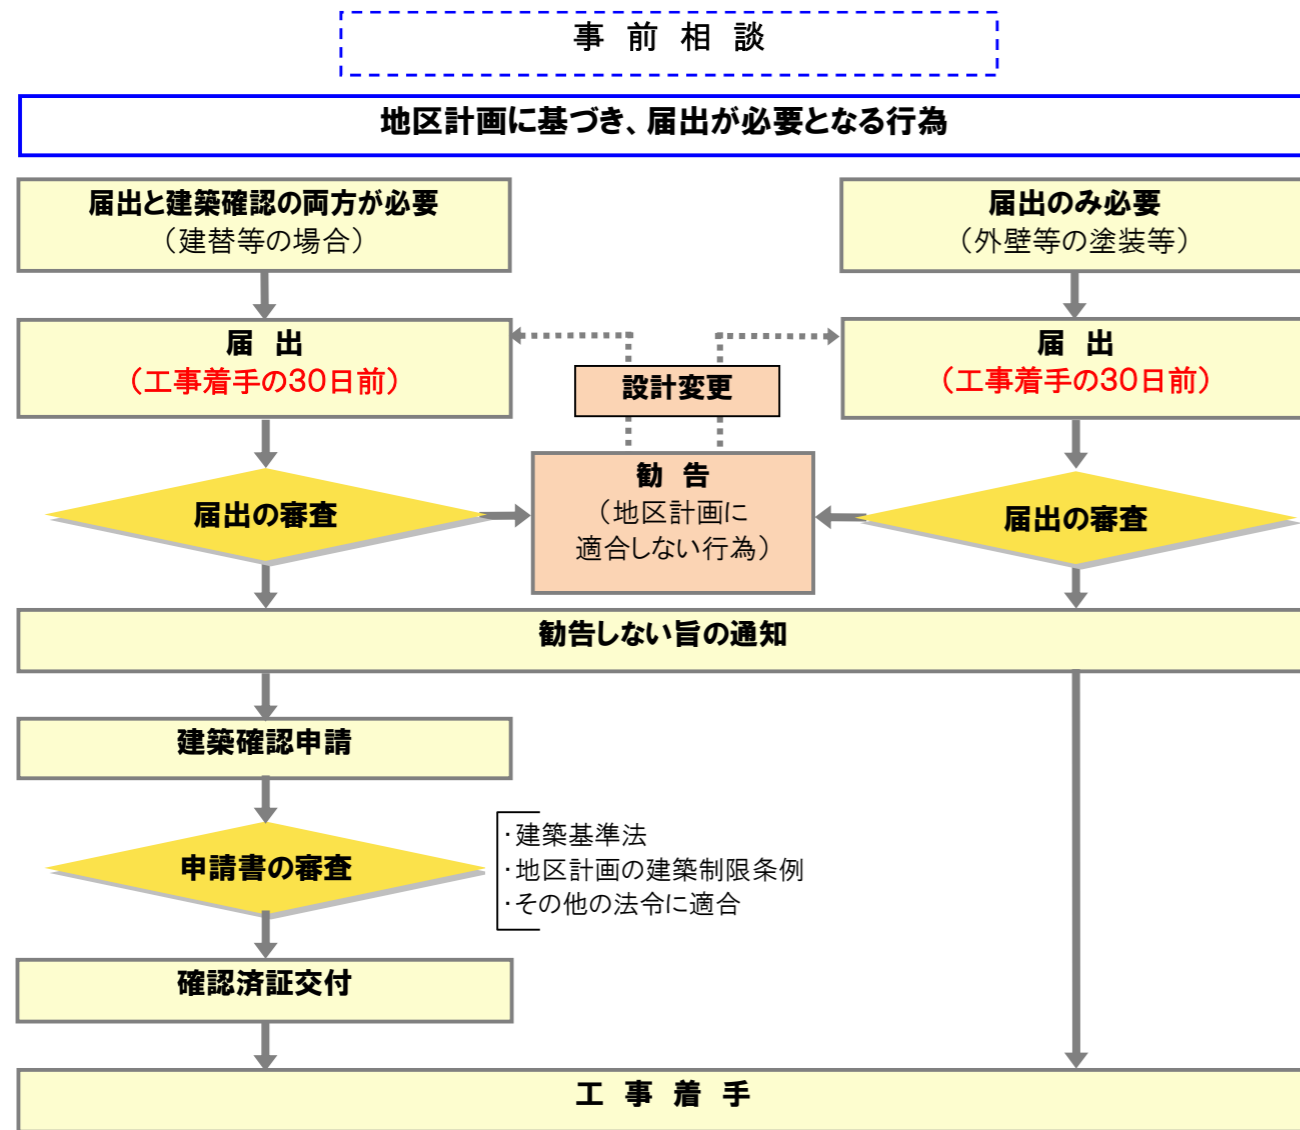 事 前 相 談
地区計画に基づき、届出が必要となる行為
届出と建築確認の両方が必要
（建替等の場合）
届出のみ必要
（外壁等の塗装等）
届 出
（工事着手の30日前）
届 出
（工事着手の30日前）
設計変更
勧 告
（地区計画に
適合しない行為）
届出の審査
届出の審査
勧告しない旨の通知
建築確認申請
申請書の審査
・建築基準法
・地区計画の建築制限条例
・その他の法令に適合
確認済証交付
工 事 着 手